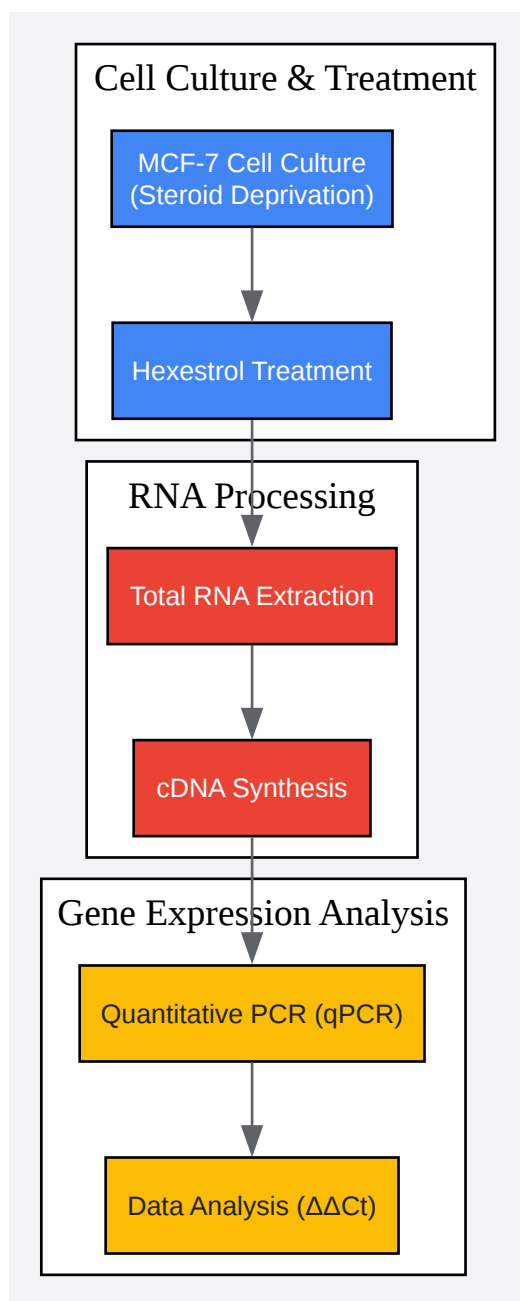 Cell Culture & Treatment
MCF-7 Cell Culture
(Steroid Deprivation)
Hexestrol Treatment
RNA Processing
Total RNA Extraction
cDNA Synthesis
Gene Expression Analysis
Quantitative PCR (qPCR)
Data Analysis (ΔΔCt)